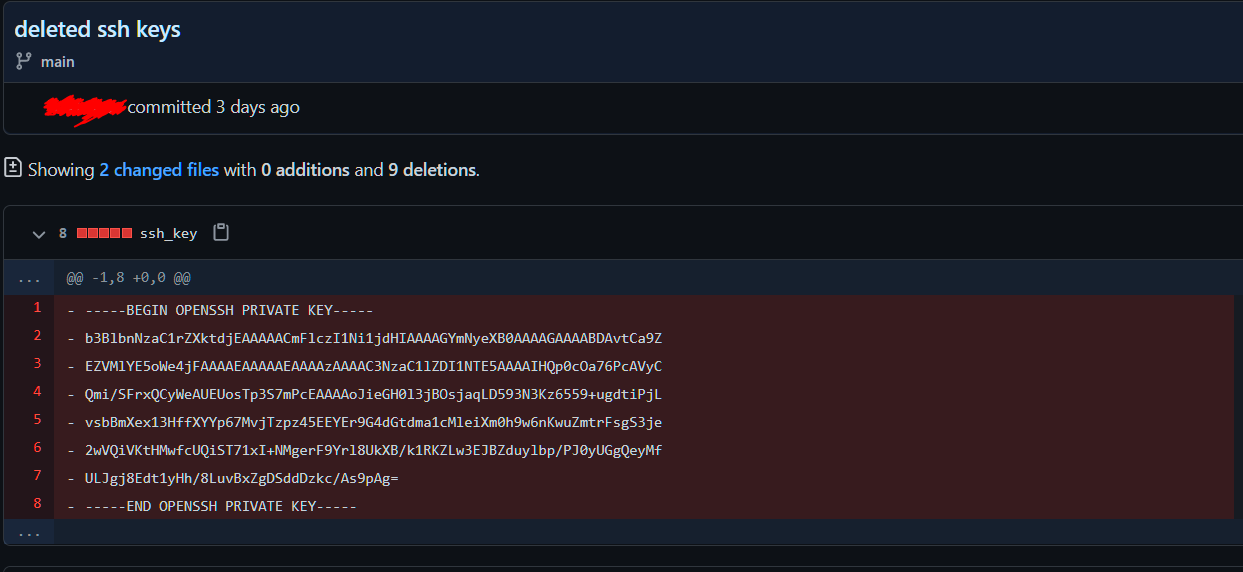 deleted ssh keys
main
committed 3 days ago
Showing 2 changed files with 0 additions and 9 deletions.
8 ssh_key
... @@ -1,8 +0,0 @@
1 - -----BEGIN OPENSSH PRIVATE KEY-----
2 - b3BlbnNzaC1rZXktdjEAAAAACmFlczI1Ni1jdHIAAAAGYmNyeXB0AAAAGAAAABDAvtCa9Z
3 - EZVMlYE5oWe4jFAAAAEAAAAAEAAAAzAAAAC3NzaC1lZDI1NTE5AAAAIHQp0cOa76PcAVyC
4 - Qmi/SFrxQCyWeAUEUosTp3S7mPcEAAAAoJieGH0l3jBOsjaqLD593N3Kz6559+ugdtiPjL
5 - vsbBmXex13HffXYYp67MvjTzpz45EEYEr9G4dGtdma1cMleiXm0h9w6nKwuZmtrFsgS3je
6 - 2wVQiVKtHMwfcUQiST71xI+NMgerF9Yrl8UkXB/k1RKZLw3EJBZduylbp/PJ0yUGgQeyMf
7 - ULJgj8Edt1yHh/8LuvBxZgDSddDzkc/As9pAg=
8 - -----END OPENSSH PRIVATE KEY-----
...